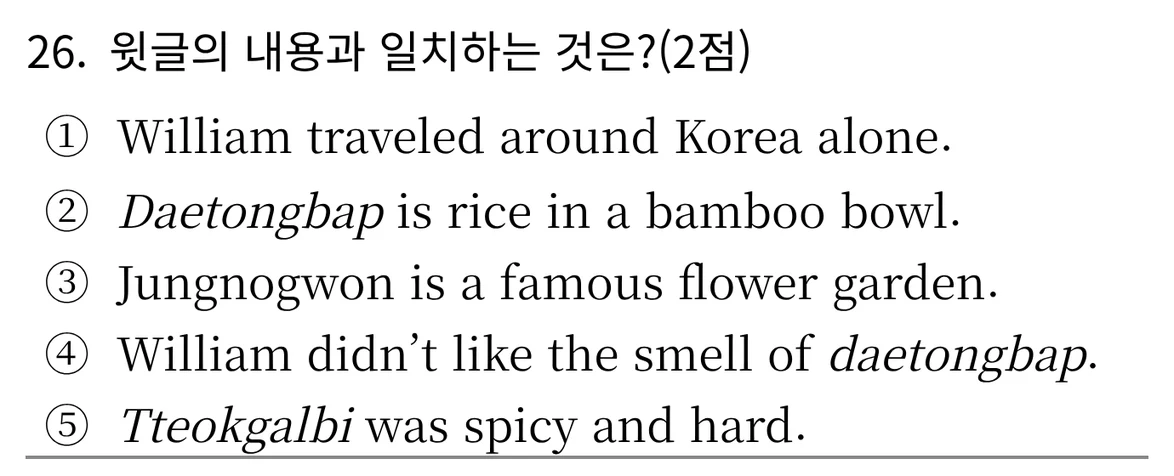 26. 윗글의 내용과 일치하는 것은?(2점)
① William traveled around Korea alone.
② Daetongbap is rice in a bamboo bowl.
③ Jungnogwon is a famous flower garden.
④ William didn’t like the smell of daetongbap.
⑤ Tteokgalbi was spicy and hard.